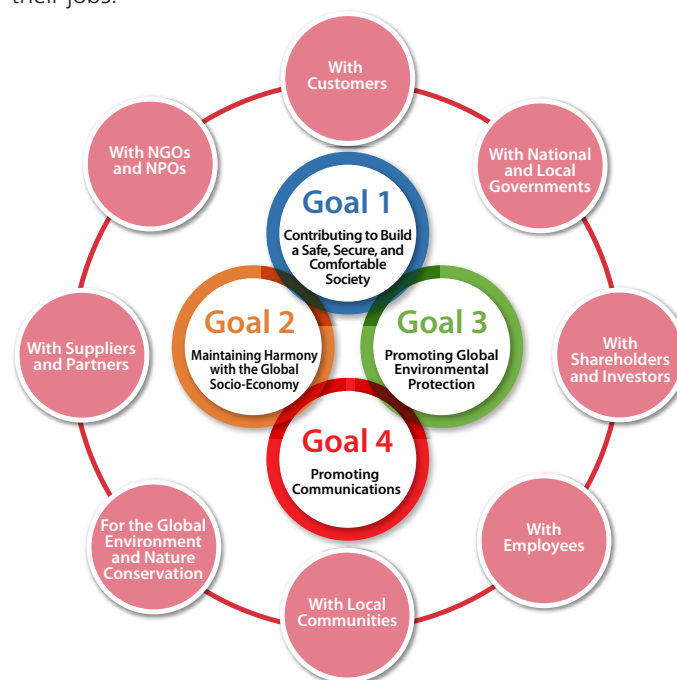 their jobs.
With
Customers
With NGOs
and NPOs
With National
and Local
Governments
Goal 1
Contributing to Build
a Safe, Secure, and
Comfortable
Society
Goal 2
Maintaining Harmony
with the Global
Socio-Economy
Goal 3
Promoting Global
Environmental
Protection
With Suppliers
and Partners
With
Shareholders
and Investors
Goal 4
Promoting
Communications
For the Global
Environment
and Nature
Conservation
With
Employees
With Local
Communities